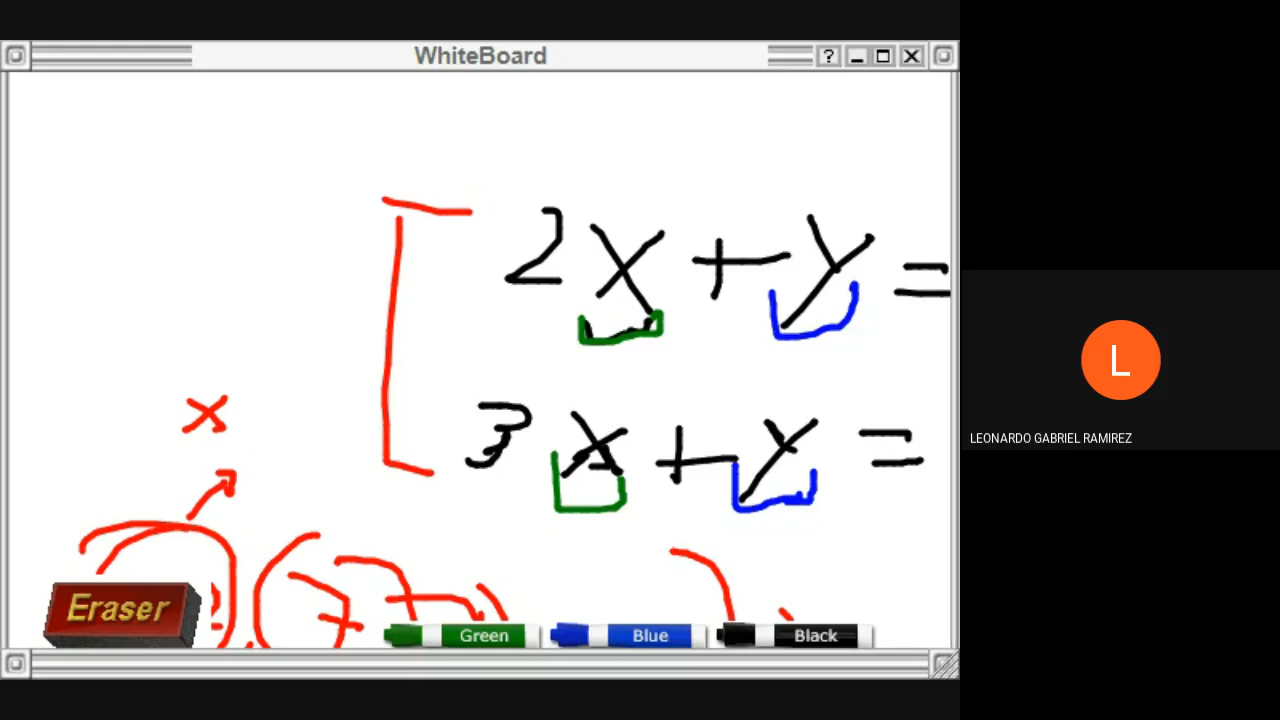 WhiteBoard
2x + y =
3x + y =
x
Eraser
Green
Blue
Black
L
LEONARDO GABRIEL RAMIREZ